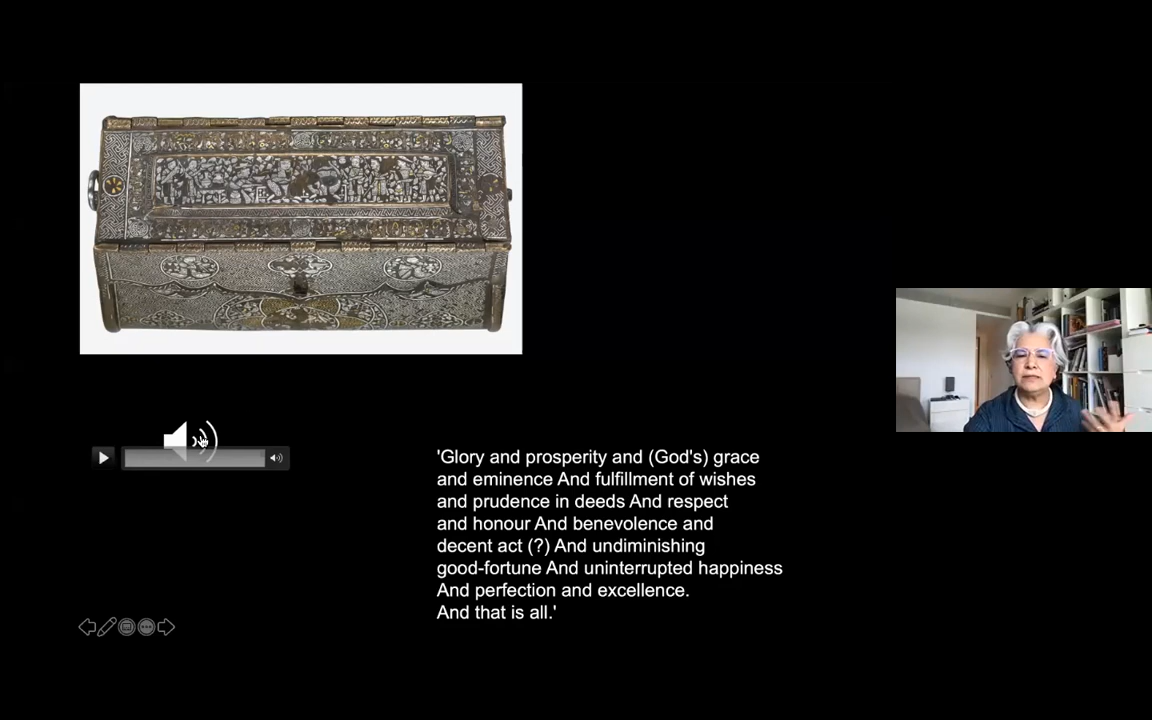 'Glory and prosperity and (God's) grace
and eminence And fulfillment of wishes
and prudence in deeds And respect
and honour And benevolence and
decent act (?) And undiminishing
good-fortune And uninterrupted happiness
And perfection and excellence.
And that is all.'